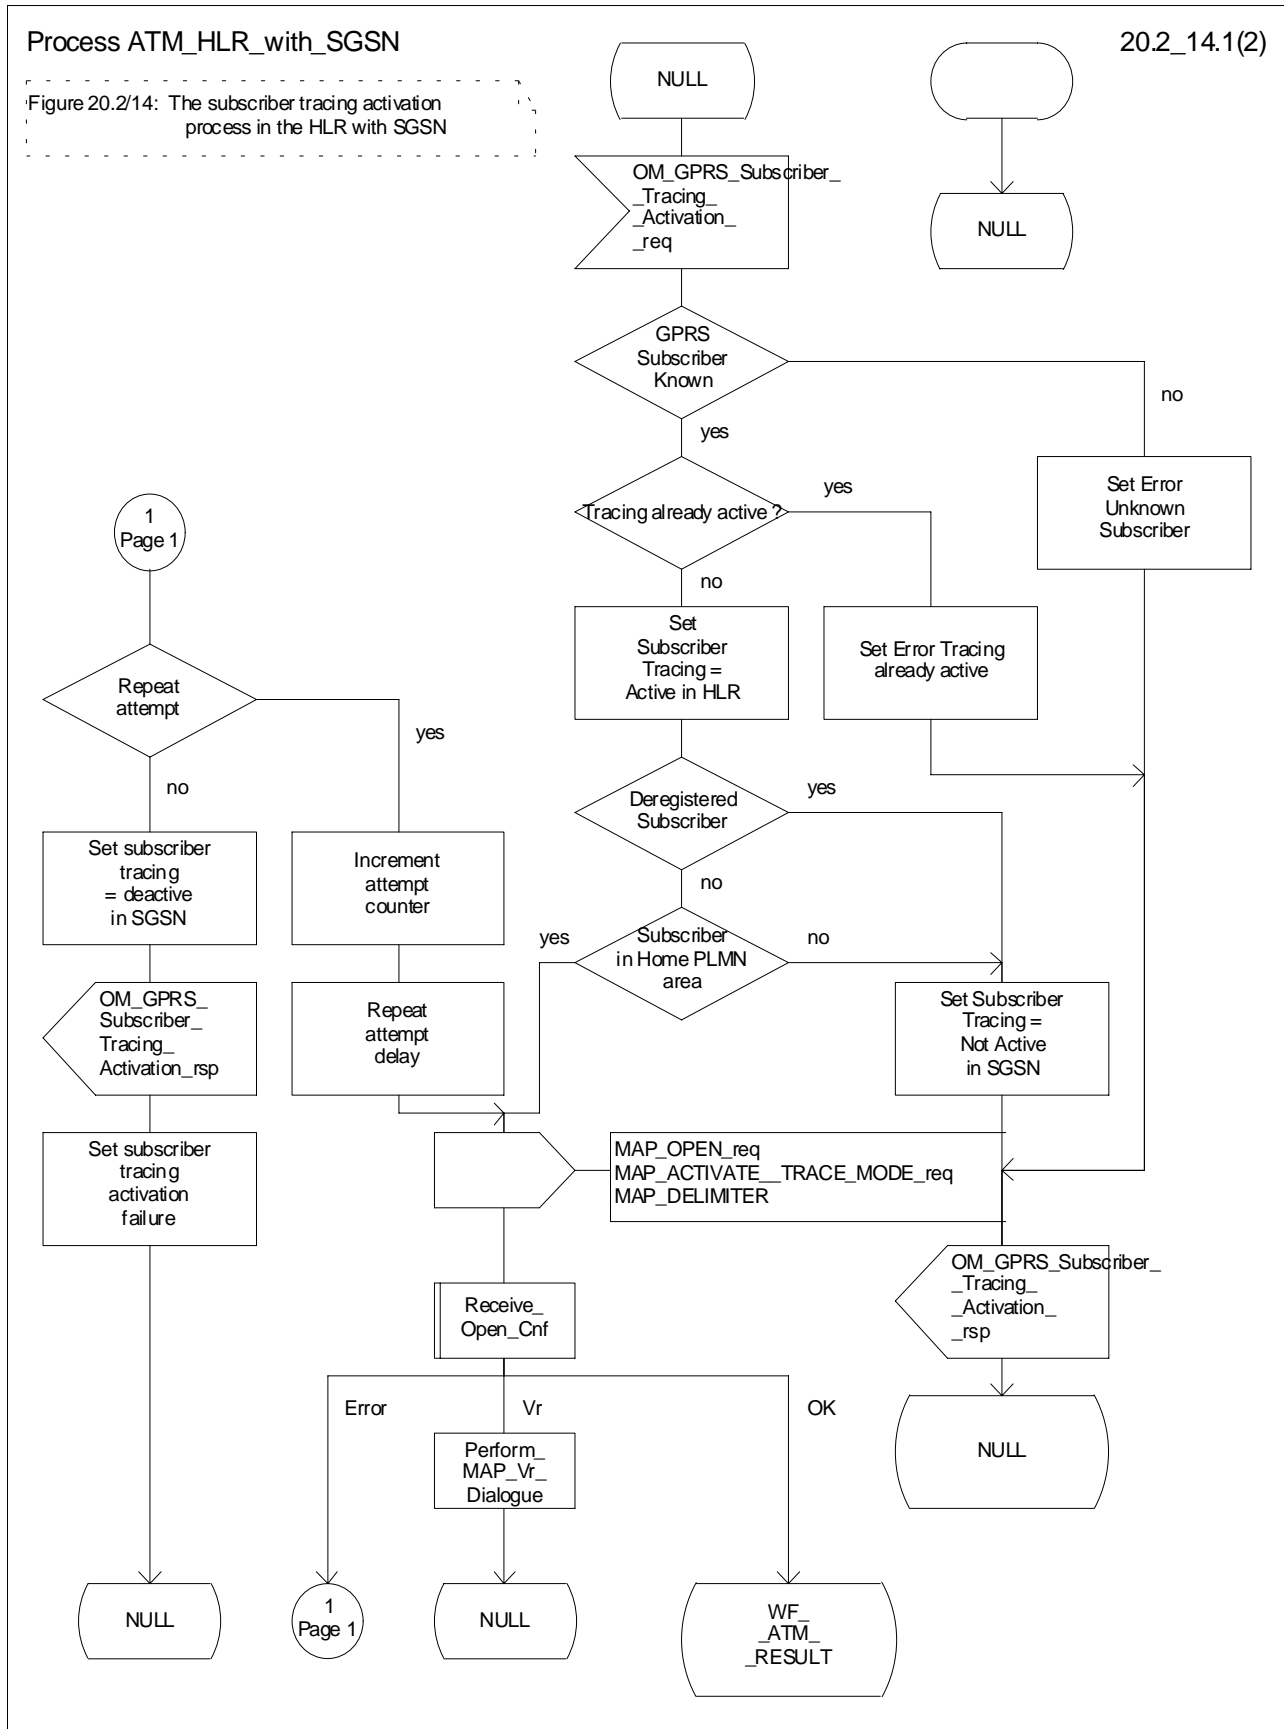 Process ATM_HLR_with_SGSN
20.2_14.1(2)
Figure 20.2/14: The subscriber tracing activation
process in the HLR with SGSN
NULL
OM_GPRS_Subscriber_
_Tracing_
_Activation_
_req
NULL
GPRS
Subscriber
Known
no
yes
Tracing already active ?
yes
Set Error
Unknown
Subscriber
1
Page 1
no
Set
Subscriber
Tracing =
Active in HLR
Set Error Tracing
already active
Repeat
attempt
yes
no
Deregistered
Subscriber
yes
no
Set subscriber
tracing
= deactive
in SGSN
Increment
attempt
counter
yes
Subscriber
in Home PLMN
area
no
OM_GPRS_
Subscriber_
Tracing_
Activation_rsp
Repeat
attempt
delay
Set Subscriber
Tracing =
Not Active
in SGSN
Set subscriber
tracing
activation
failure
MAP_OPEN_req
MAP_ACTIVATE__TRACE_MODE_req
MAP_DELIMITER
OM_GPRS_Subscriber_
_Tracing_
_Activation_
_rsp
Receive_
Open_Cnf
Error
Vr
OK
NULL
Perform_
MAP_Vr_
Dialogue
NULL
1
Page 1
NULL
WF_
_ATM_
_RESULT